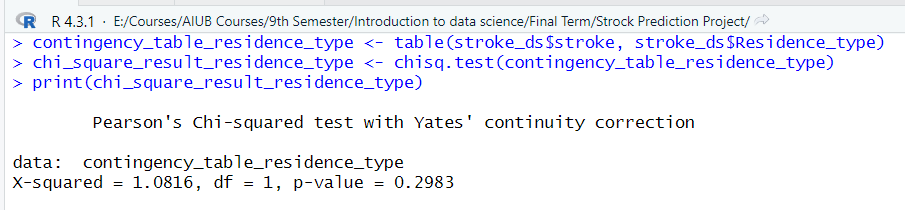 R R 4.3.1 · E:/Courses/AIUB Courses/9th Semester/Introduction to data science/Final Term/Strock Prediction Project/
> contingency_table_residence_type <- table(stroke_ds$stroke, stroke_ds$Residence_type)
> chi_square_result_residence_type <- chisq.test(contingency_table_residence_type)
> print(chi_square_result_residence_type)
Pearson's Chi-squared test with Yates' continuity correction
data:  contingency_table_residence_type
X-squared = 1.0816, df = 1, p-value = 0.2983